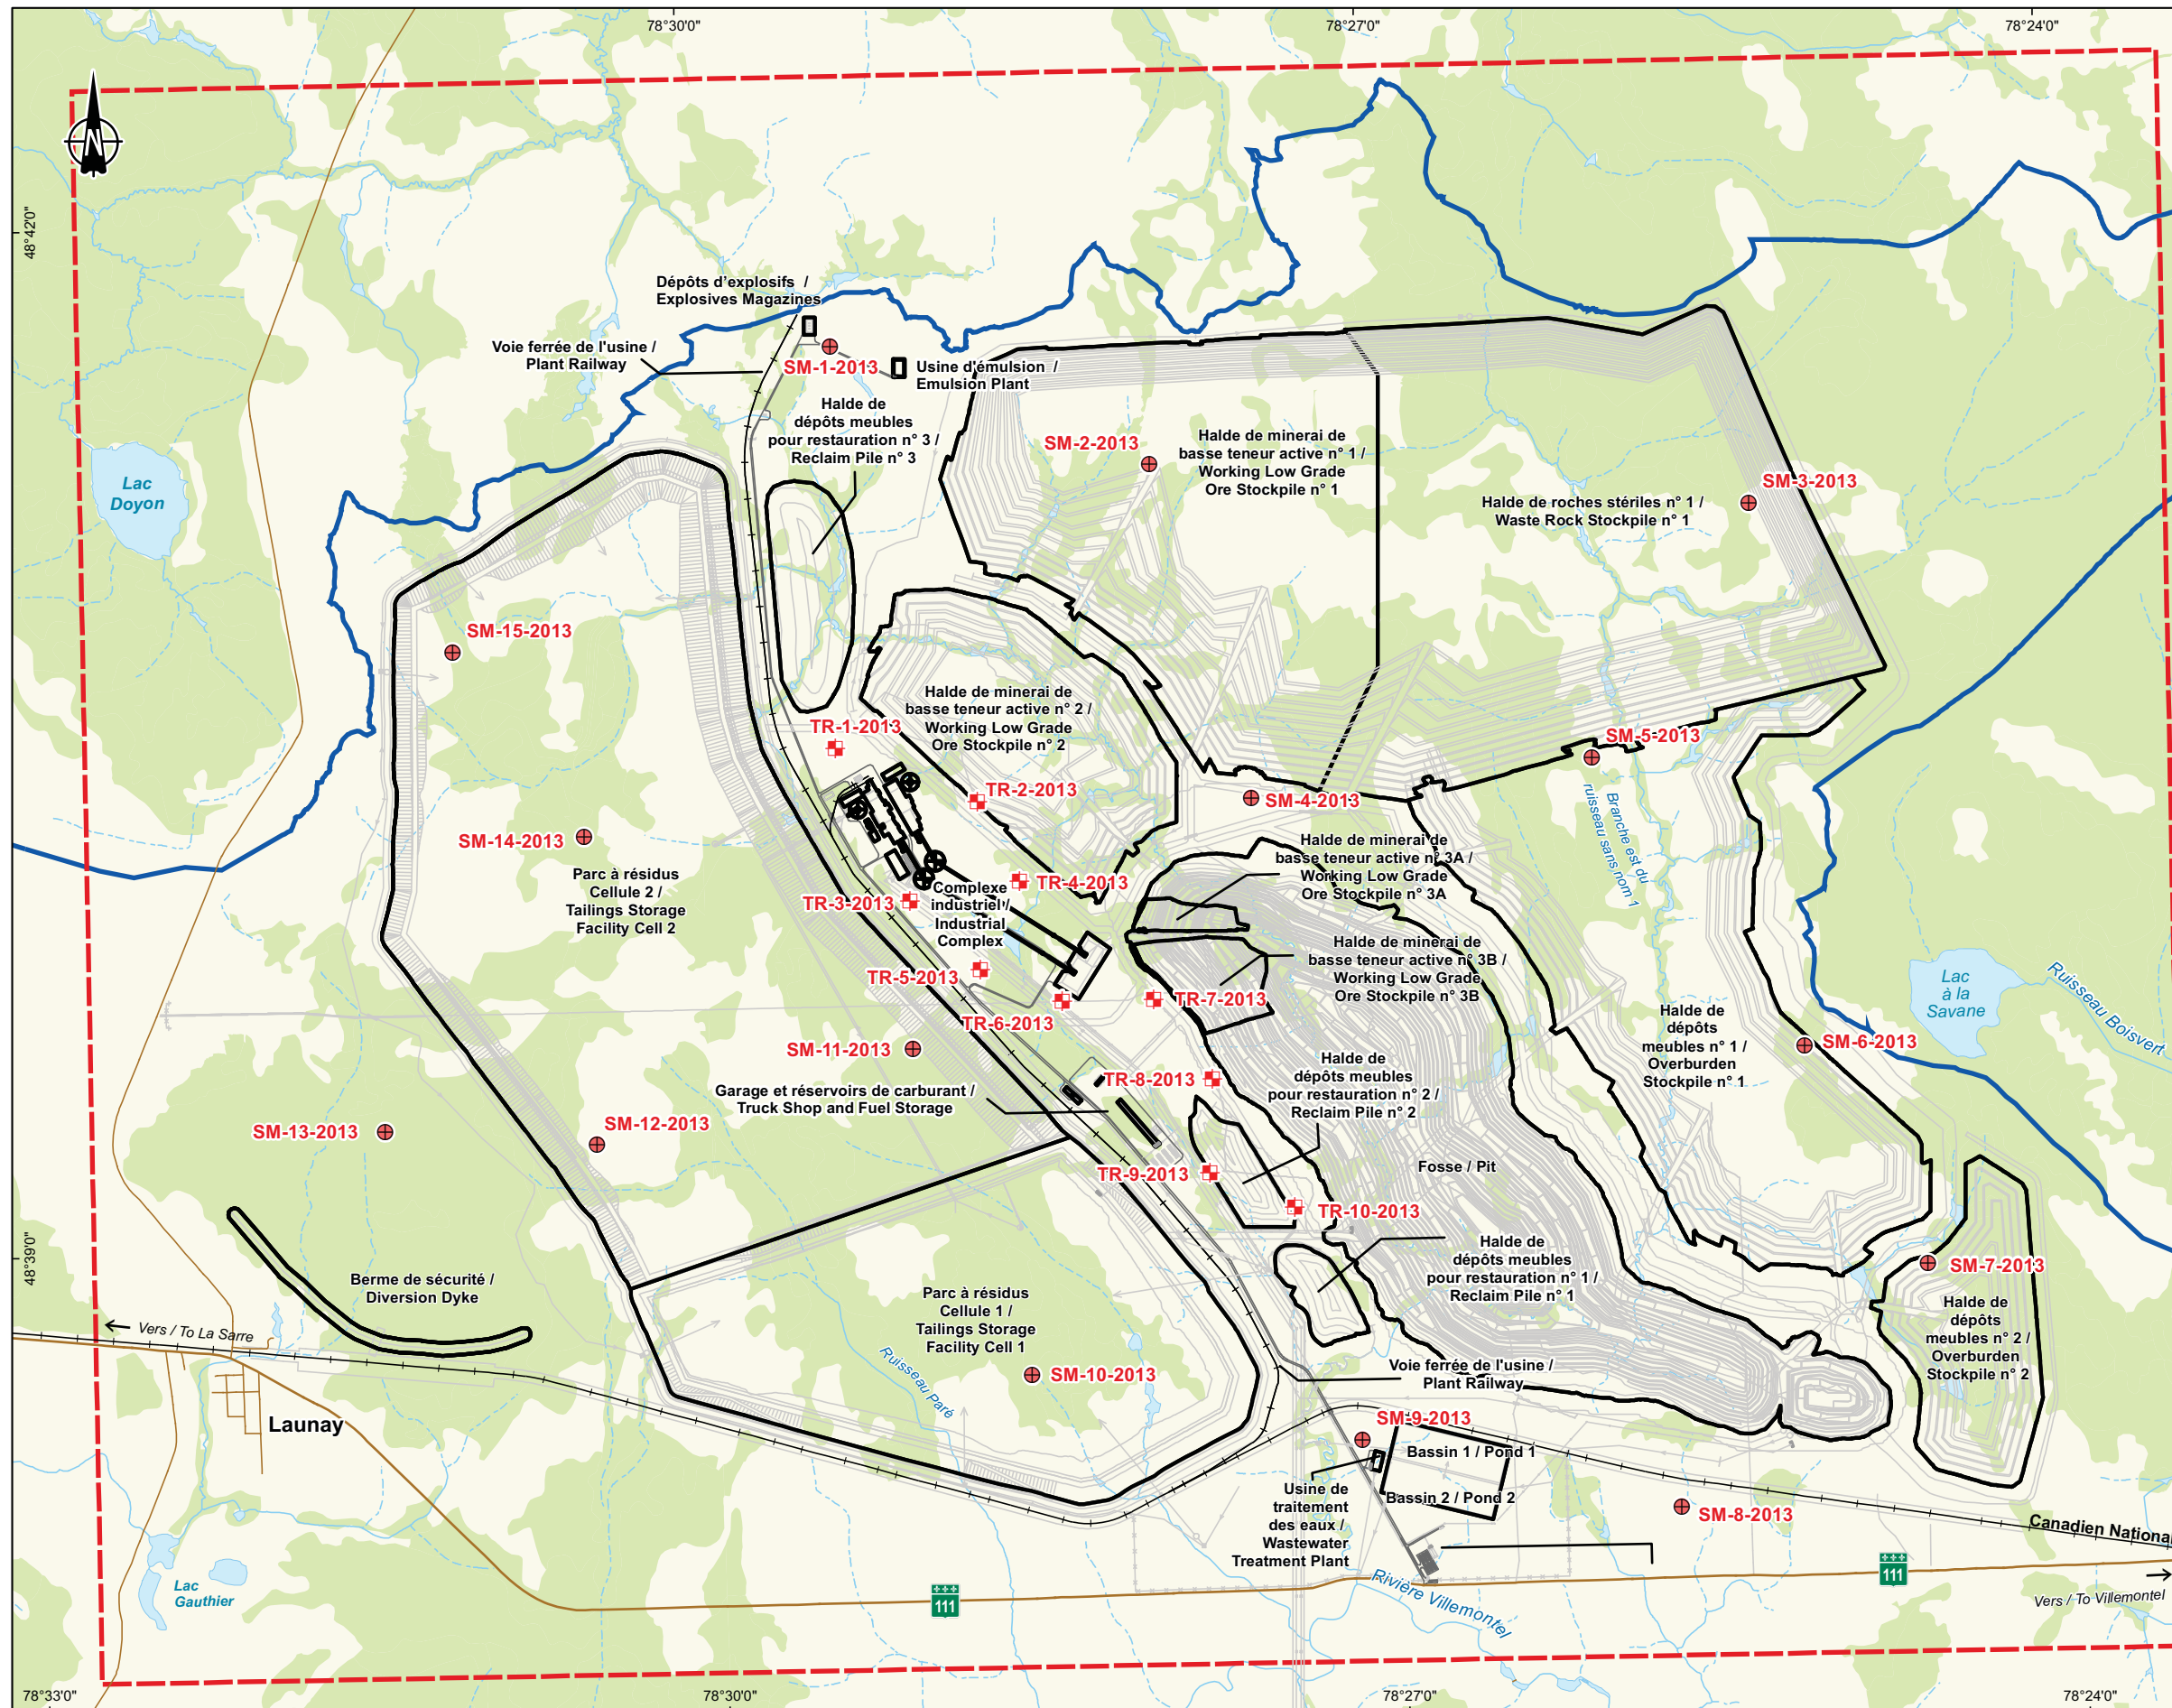 78°30'0"
78°27'0"
78°24'0"
N
48°42'0"
Dépôts d'explosifs /
Explosives Magazines
Voie ferrée de l'usine /
Plant Railway
SM-1-2013
Usine d'émulsion /
Emulsion Plant
Halde de
dépôts meubles
pour restauration n° 3 /
Reclaim Pile n° 3
SM-2-2013
Halde de minerai de
basse teneur active n° 1 /
Working Low Grade
Ore Stockpile n° 1
SM-3-2013
Halde de roches stériles n° 1 /
Waste Rock Stockpile n° 1
Lac
Doyon
SM-15-2013
Halde de minerai de
basse teneur active n° 2 /
Working Low Grade
Ore Stockpile n° 2
TR-1-2013
SM-5-2013
TR-2-2013
SM-4-2013
Branche est du
ruisseau sans nom 1
SM-14-2013
Parc à résidus
Cellule 2 /
Tailings Storage
Facility Cell 2
Halde de minerai de
basse teneur active n° 3A /
Working Low Grade
Ore Stockpile n° 3A
TR-4-2013
TR-3-2013
Complexe
industriel /
Industrial
Complex
Halde de minerai de
basse teneur active n° 3B /
Working Low Grade
Ore Stockpile n° 3B
TR-5-2013
TR-7-2013
TR-6-2013
Lac
à la
Savane
Ruisseau Boisvert
SM-11-2013
SM-6-2013
Halde de
dépôts
meubles n° 1 /
Overburden
Stockpile n° 1
Garage et réservoirs de carburant /
Truck Shop and Fuel Storage
TR-8-2013
Halde de
dépôts meubles
pour restauration n° 2 /
Reclaim Pile n° 2
SM-13-2013
SM-12-2013
TR-9-2013
Fosse / Pit
TR-10-2013
48°39'0"
Halde de
dépôts meubles
pour restauration n° 1 /
Reclaim Pile n° 1
SM-7-2013
Berme de sécurité /
Diversion Dyke
Parc à résidus
Cellule 1 /
Tailings Storage
Facility Cell 1
Halde de
dépôts
meubles n° 2 /
Overburden
Stockpile n° 2
Vers / To La Sarre
Ruisseau Paré
SM-10-2013
Voie ferrée de l'usine /
Plant Railway
Launay
SM-9-2013
Bassin 1 / Pond 1
Bassin 2 / Pond 2
Usine de
traitement
des eaux /
Wastewater
Treatment Plant
SM-8-2013
Canadien National
Lac
Gauthier
111
Rivière Villemontel
111
Vers / To Villemontel
78°33'0"
78°30'0"
78°27'0"
78°24'0"